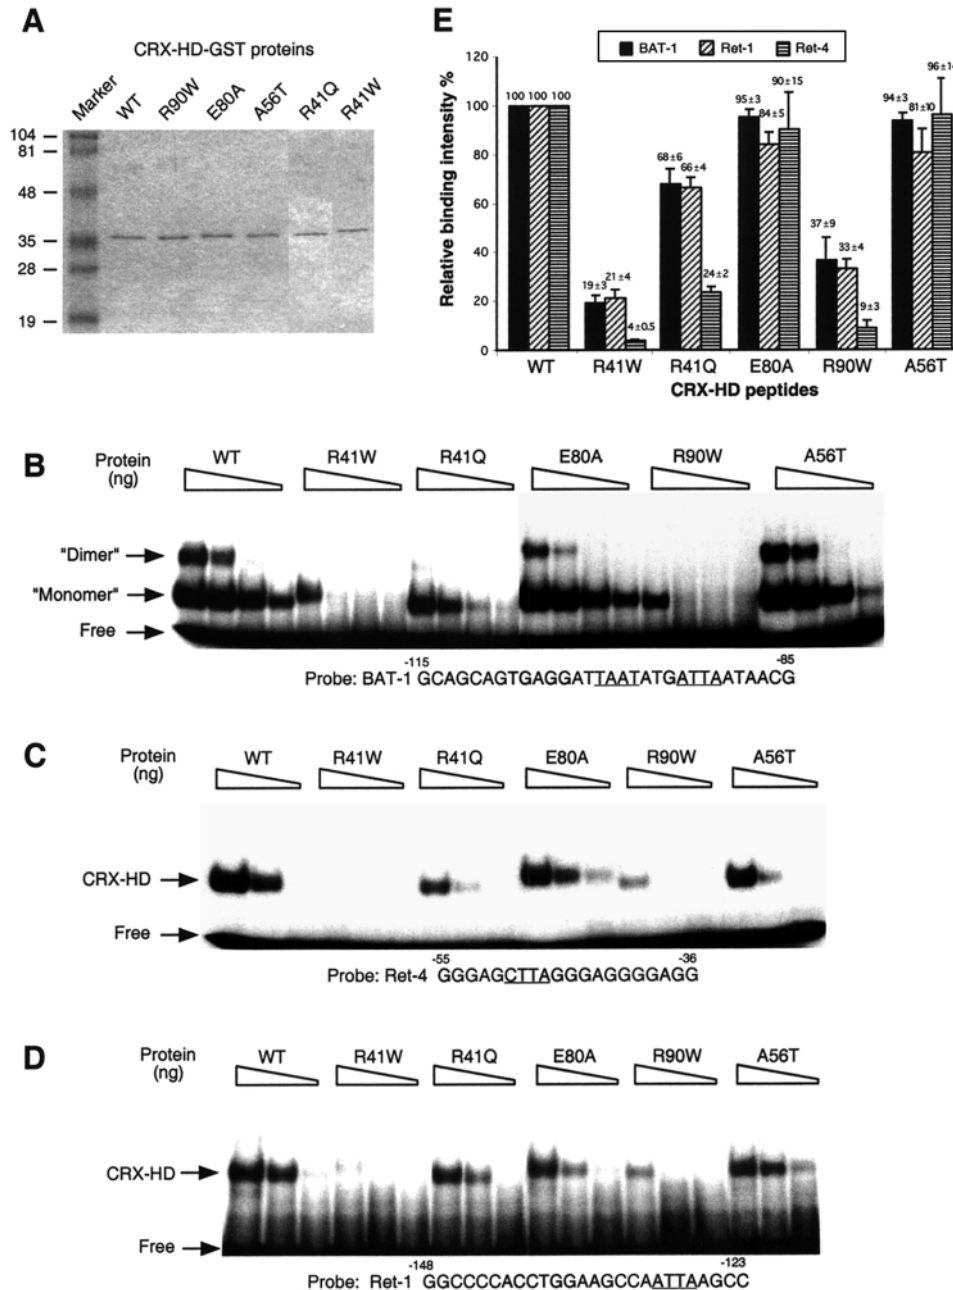 A
CRX-HD-GST proteins
Marker WT R90W E80A A56T R41Q R41W
104
81
48
35
28
19
E
BAT-1 Ret-1 Ret-4
Relative binding intensity %
120
100
80
60
40
20
0
100 100 100
19±3 21±4 4±0.5
68±6 66±4 24±2
95±3 84±5 90±15
37±9 33±4 9±3
94±3 81±10 96±14
WT R41W R41Q E80A R90W A56T
CRX-HD peptides
B
Protein (ng)
WT R41W R41Q E80A R90W A56T
"Dimer"
"Monomer"
Free
-115 -85
Probe: BAT-1 GCAGCAGTGAGGATTAATATGATTAATAACG
C
Protein (ng)
WT R41W R41Q E80A R90W A56T
CRX-HD
Free
-55 -36
Probe: Ret-4 GGGAGCTTAGGGAGGGGAGG
D
Protein (ng)
WT R41W R41Q E80A R90W A56T
CRX-HD
Free
-148 -123
Probe: Ret-1 GGCCCCACCTGGAAGCCAATTAAGCC